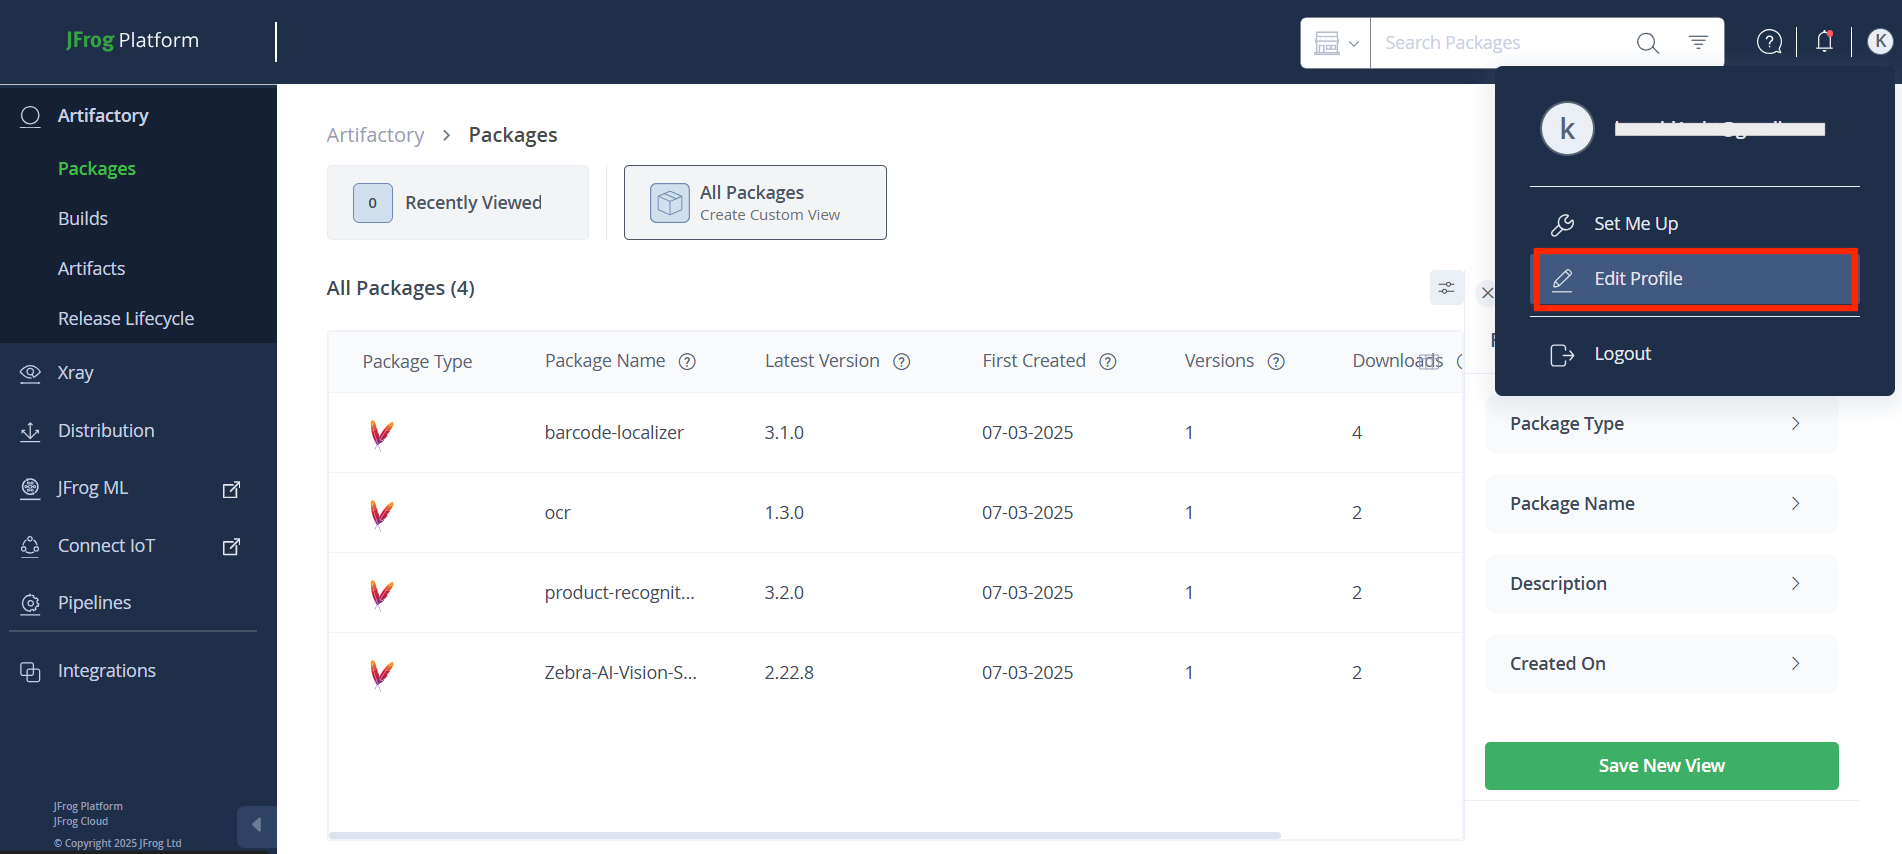 JFrog Platform
Search Packages
K
Artifactory
Packages
Builds
Artifacts
Release Lifecycle
Xray
Distribution
JFrog ML
Connect IoT
Pipelines
Integrations
JFrog Platform
JFrog Cloud
© Copyright 2025 JFrog Ltd
Artifactory > Packages
0 Recently Viewed
All Packages
Create Custom View
All Packages (4)
Package Type Package Name Latest Version First Created Versions Downloads
barcode-localizer 3.1.0 07-03-2025 1 4
ocr 1.3.0 07-03-2025 1 2
product-recognit... 3.2.0 07-03-2025 1 2
Zebra-AI-Vision-S... 2.22.8 07-03-2025 1 2
k
Set Me Up
Edit Profile
Logout
Package Type
Package Name
Description
Created On
Save New View